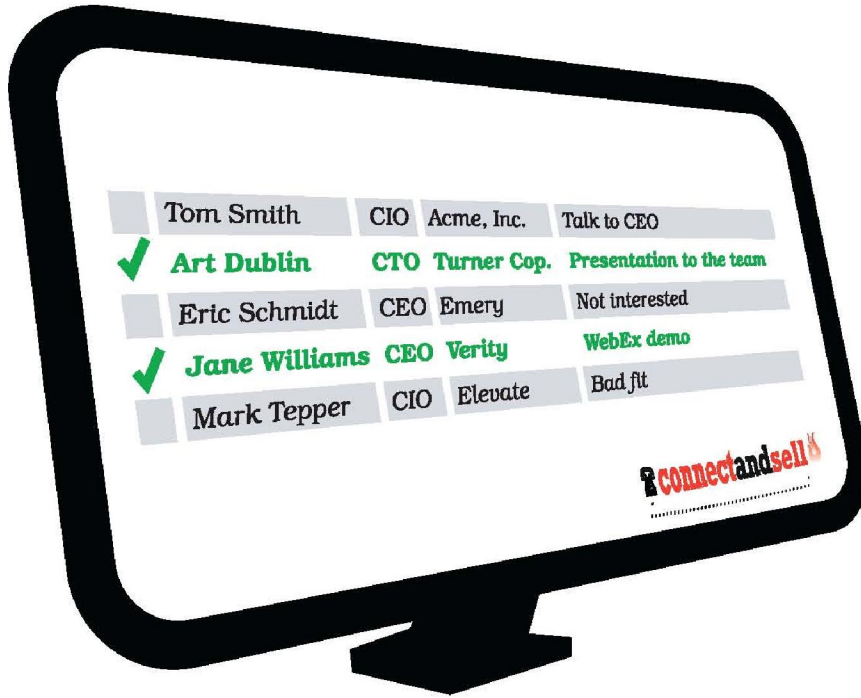 Tom Smith CIO Acme, Inc. Talk to CEO
Art Dublin CTO Turner Cop. Presentation to the team
Eric Schmidt CEO Emery Not interested
Jane Williams CEO Verity WebEx demo
Mark Tepper CIO Elevate Bad fit
connectandsell